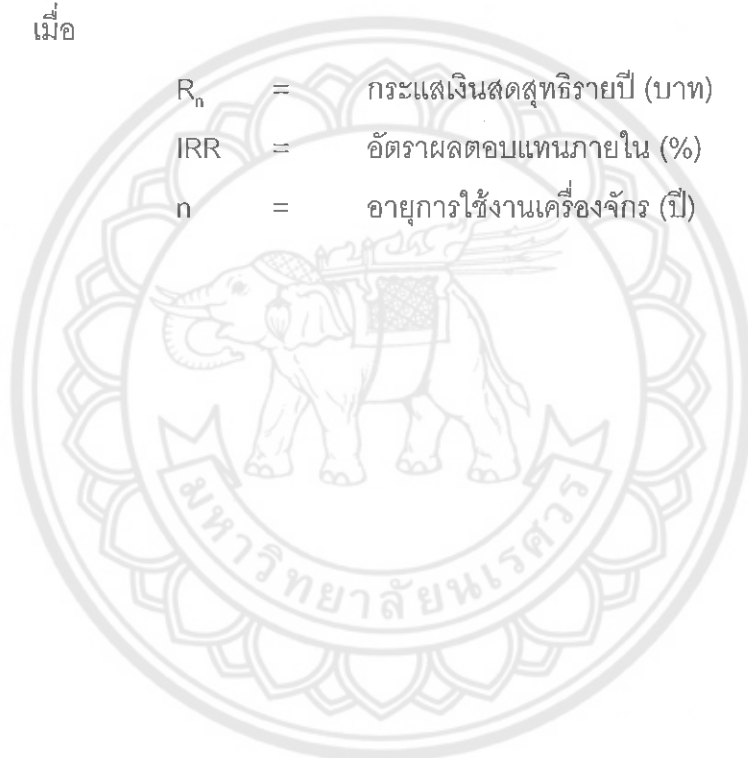 เมื่อ
Rₙ = กระแสเงินสดสุทธิรายปี (บาท)
IRR = อัตราผลตอบแทนภายใน (%)
n = อายุการใช้งานเครื่องจักร (ปี)
มหาวิทยาลัยนเรศวร